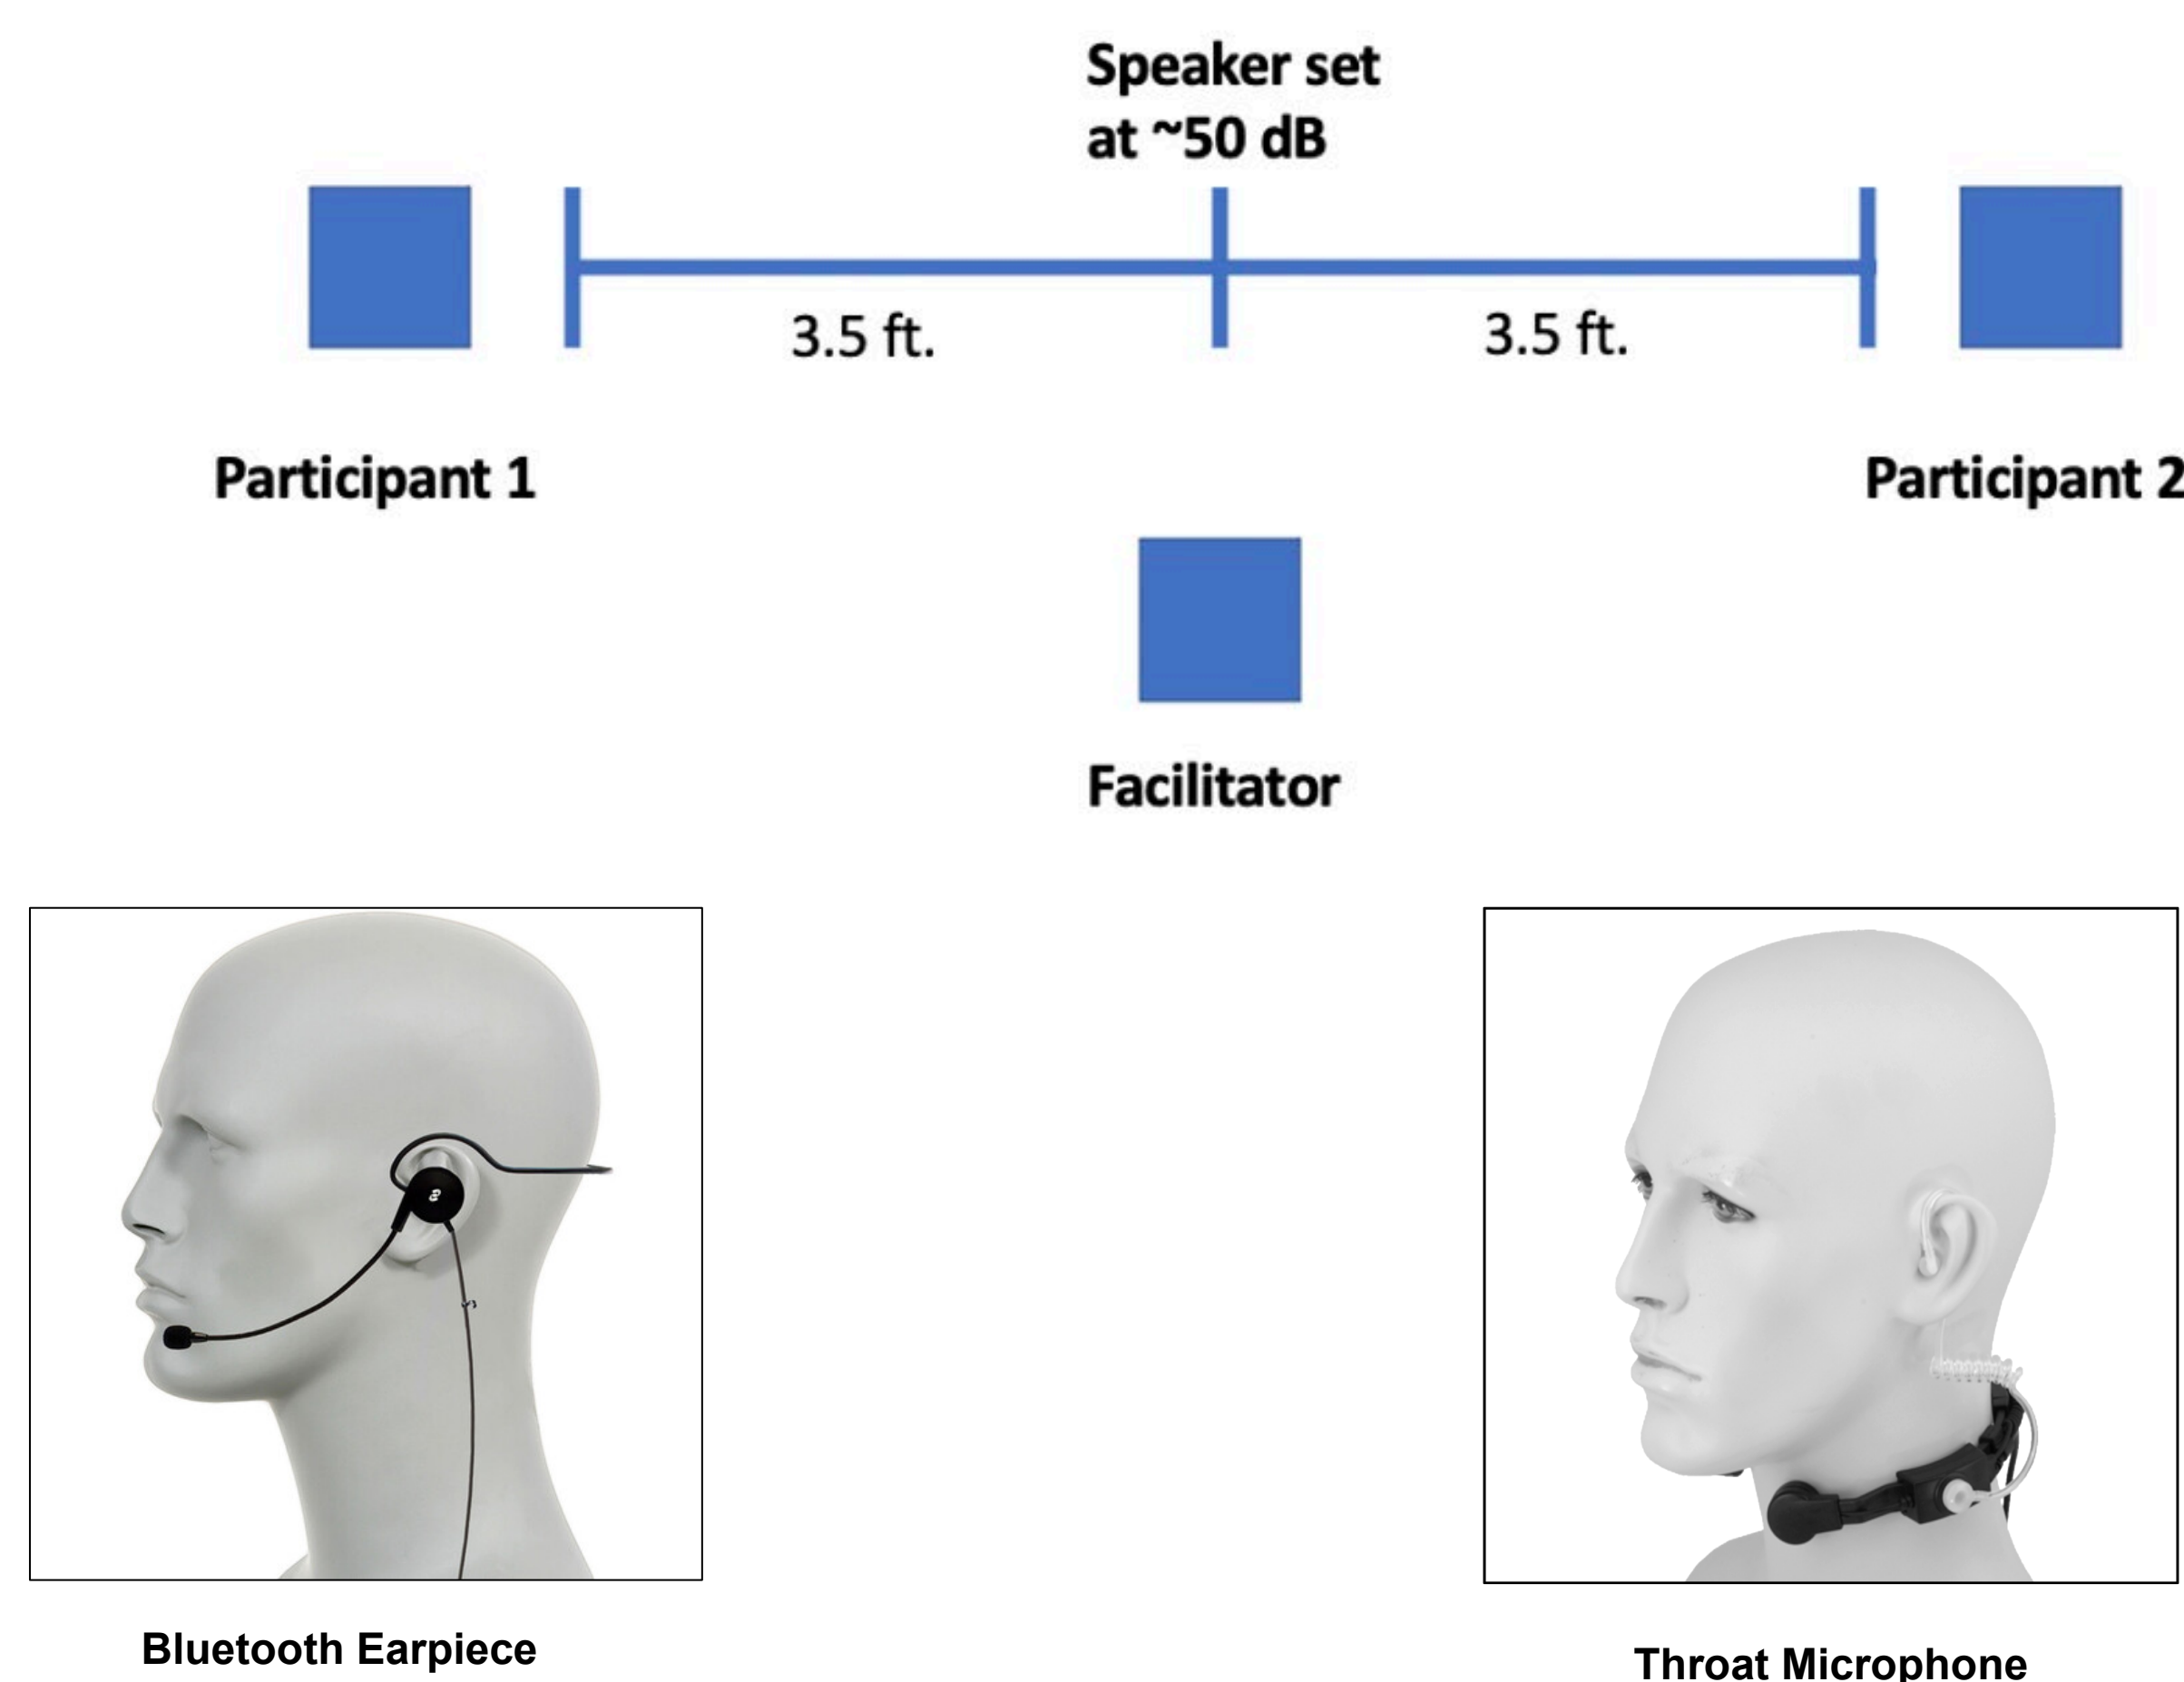 Speaker set
at ~50 dB
3.5 ft.
3.5 ft.
Participant 1
Participant 2
Facilitator
Bluetooth Earpiece
Throat Microphone